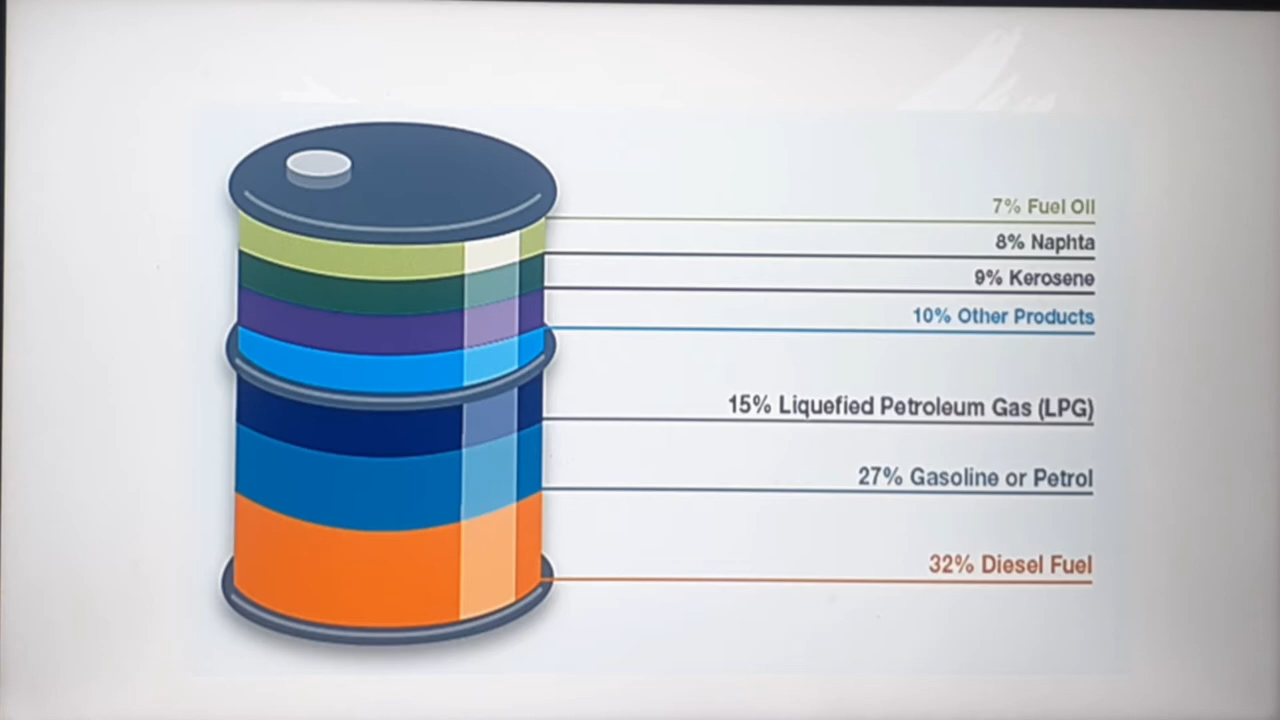 7% Fuel Oil
8% Naphta
9% Kerosene
10% Other Products
15% Liquefied Petroleum Gas (LPG)
27% Gasoline or Petrol
32% Diesel Fuel